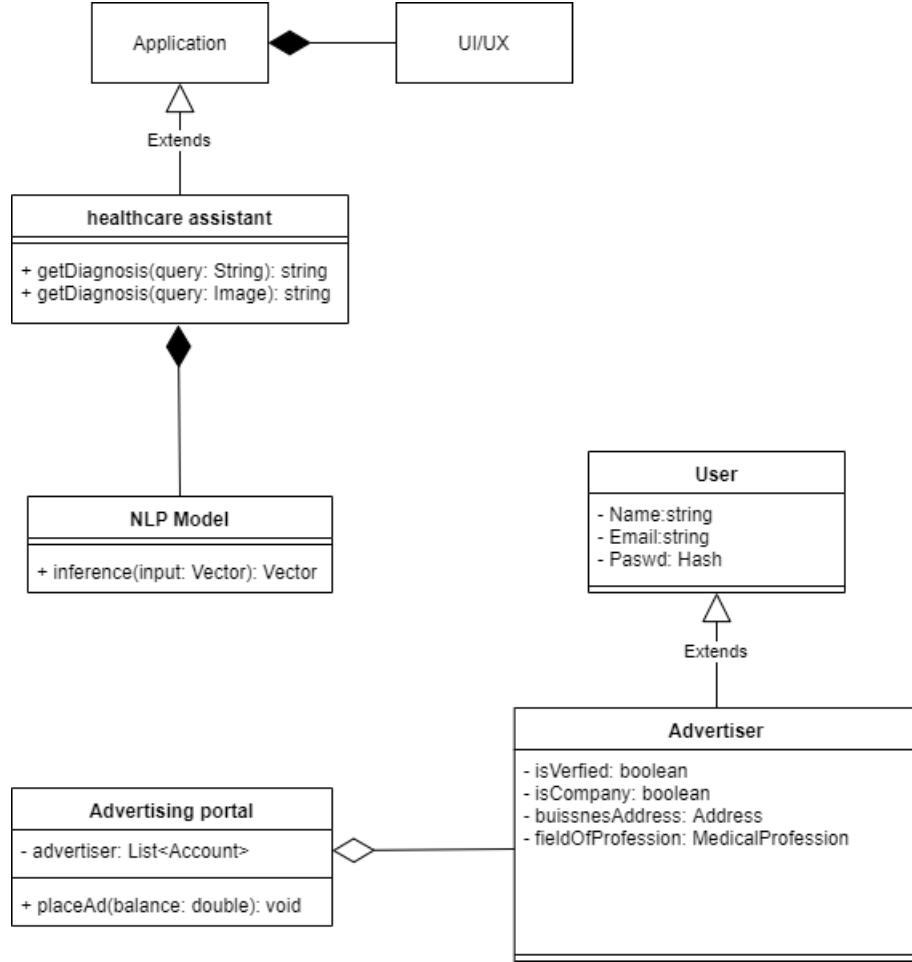 Application
UI/UX
Extends
healthcare assistant
+ getDiagnosis(query: String): string
+ getDiagnosis(query: Image): string
NLP Model
+ inference(input: Vector): Vector
User
- Name:string
- Email:string
- Paswd: Hash
Extends
Advertiser
- isVerfied: boolean
- isCompany: boolean
- buissnesAddress: Address
- fieldOfProfession: MedicalProfession
Advertising portal
- advertiser: List<Account>
+ placeAd(balance: double): void